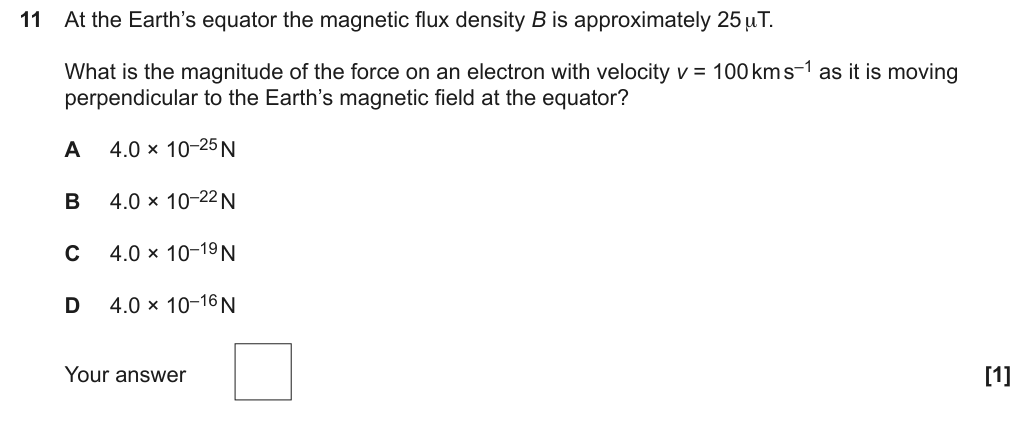 11 At the Earth’s equator the magnetic flux density B is approximately 25 μT.
What is the magnitude of the force on an electron with velocity v = 100 km s⁻¹ as it is moving
perpendicular to the Earth’s magnetic field at the equator?
A 4.0 × 10⁻²⁵ N
B 4.0 × 10⁻²² N
C 4.0 × 10⁻¹⁹ N
D 4.0 × 10⁻¹⁶ N
Your answer [1]